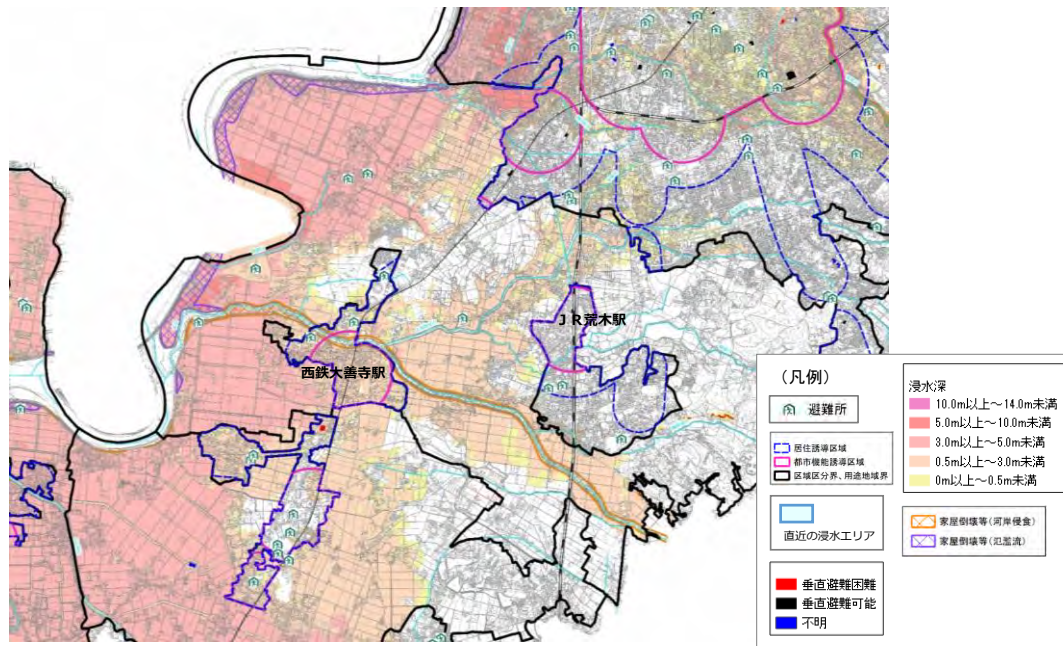 JR荒木駅
西鉄大善寺駅
(凡例)
避難所
居住誘導区域
都市機能誘導区域
区域区分界、用途地域界
直近の浸水エリア
垂直避難困難
垂直避難可能
不明
浸水深
10.0m以上~14.0m未満
5.0m以上~10.0m未満
3.0m以上~5.0m未満
0.5m以上~3.0m未満
0m以上~0.5m未満
家屋倒壊等(河岸侵食)
家屋倒壊等(氾濫流)